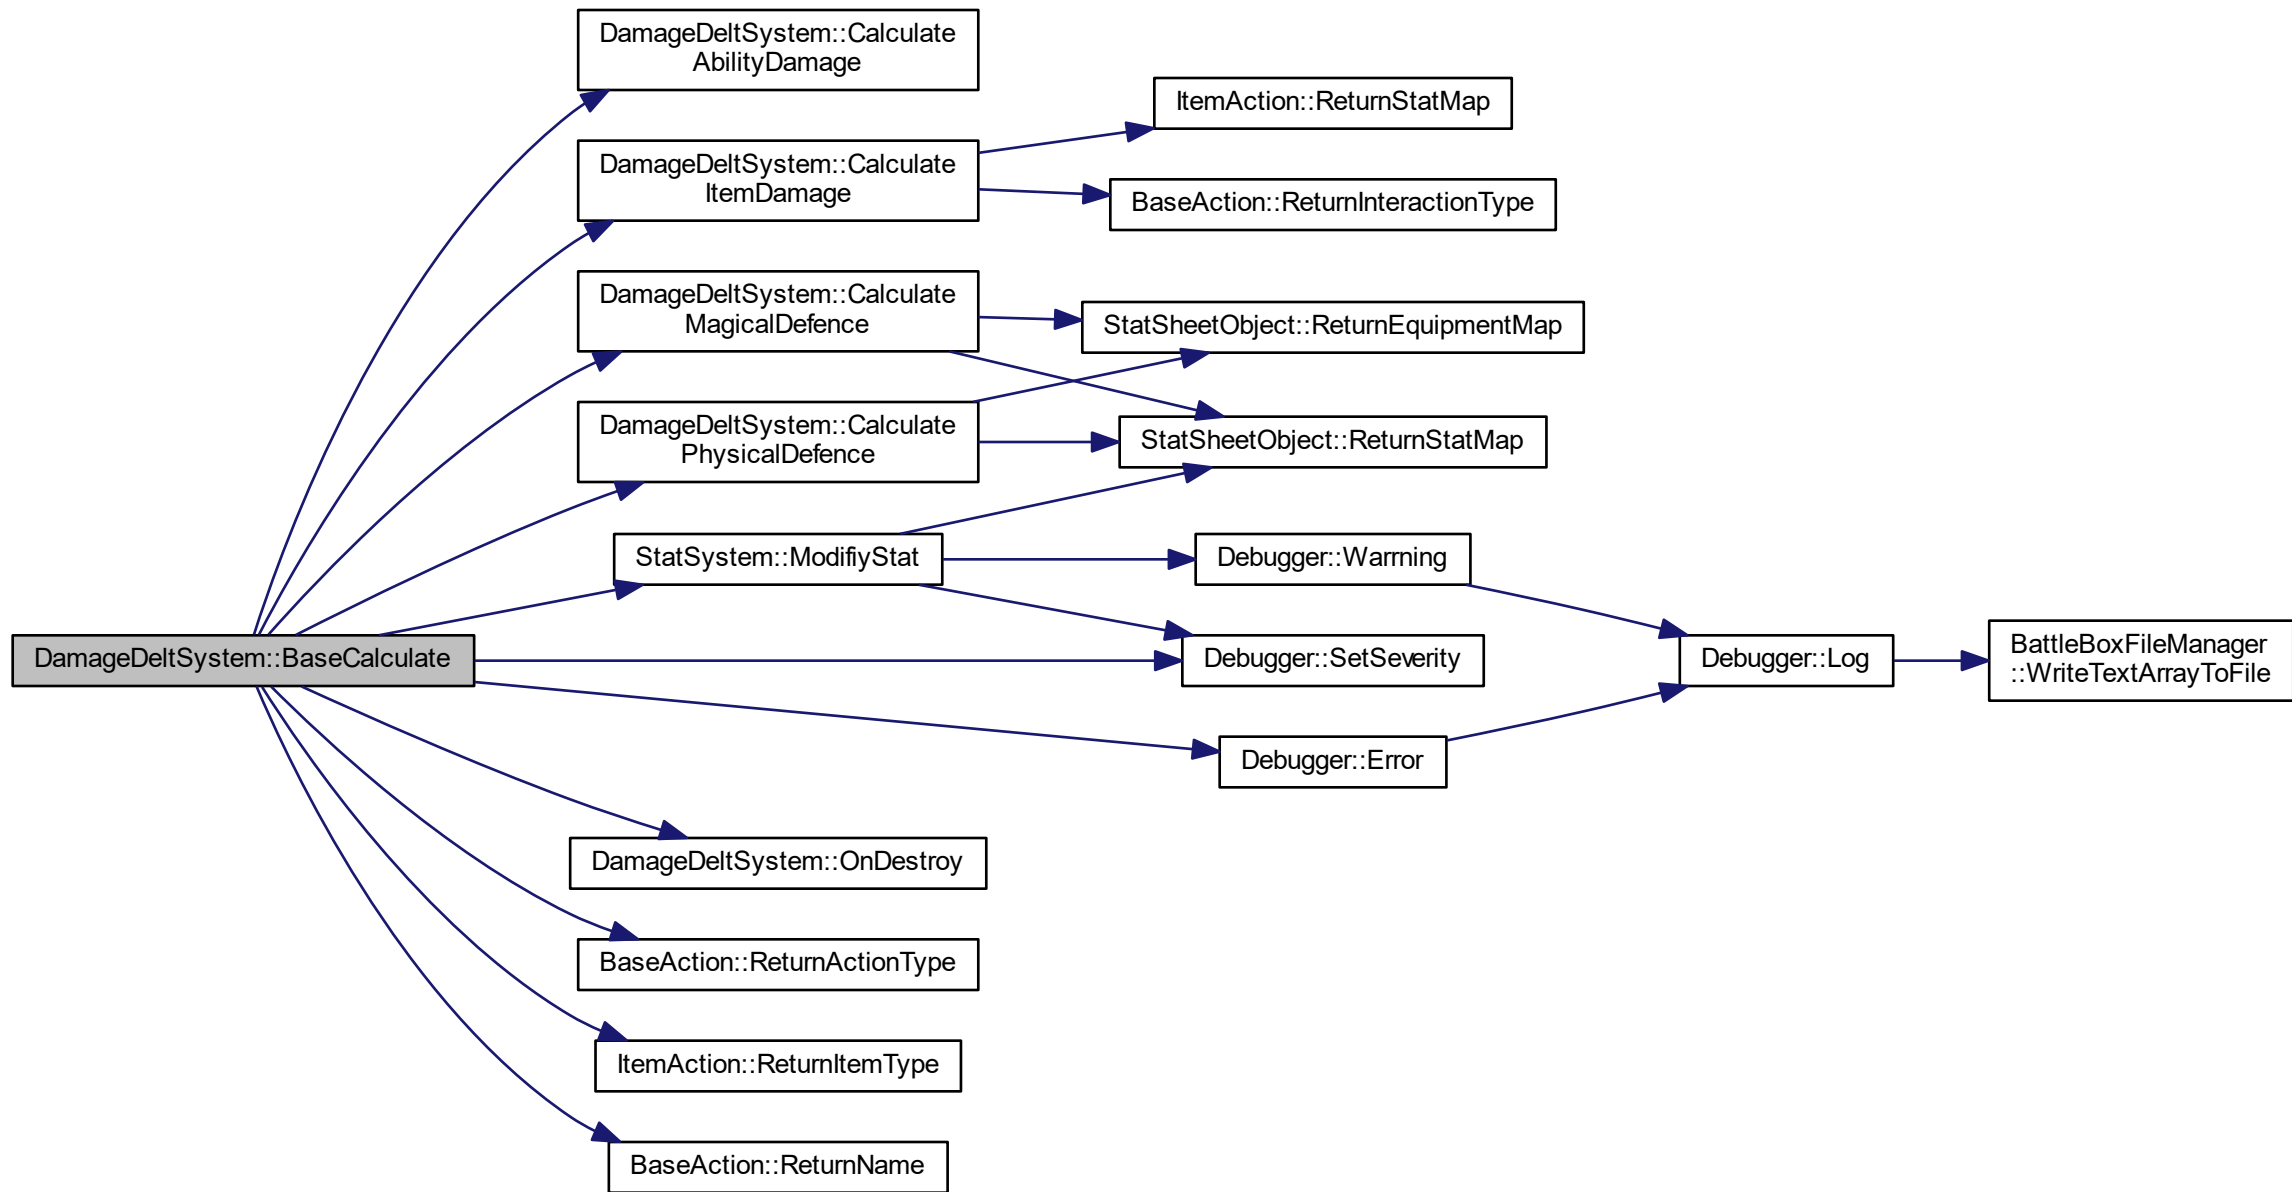 DamageDeltSystem::Calculate
AbilityDamage
ItemAction::ReturnStatMap
DamageDeltSystem::Calculate
ItemDamage
BaseAction::ReturnInteractionType
DamageDeltSystem::Calculate
MagicalDefence
StatSheetObject::ReturnEquipmentMap
DamageDeltSystem::Calculate
PhysicalDefence
StatSheetObject::ReturnStatMap
StatSystem::ModifiyStat
Debugger::Warrning
DamageDeltSystem::BaseCalculate
Debugger::SetSeverity
Debugger::Log
BattleBoxFileManager
::WriteTextArrayToFile
Debugger::Error
DamageDeltSystem::OnDestroy
BaseAction::ReturnActionType
ItemAction::ReturnItemType
BaseAction::ReturnName